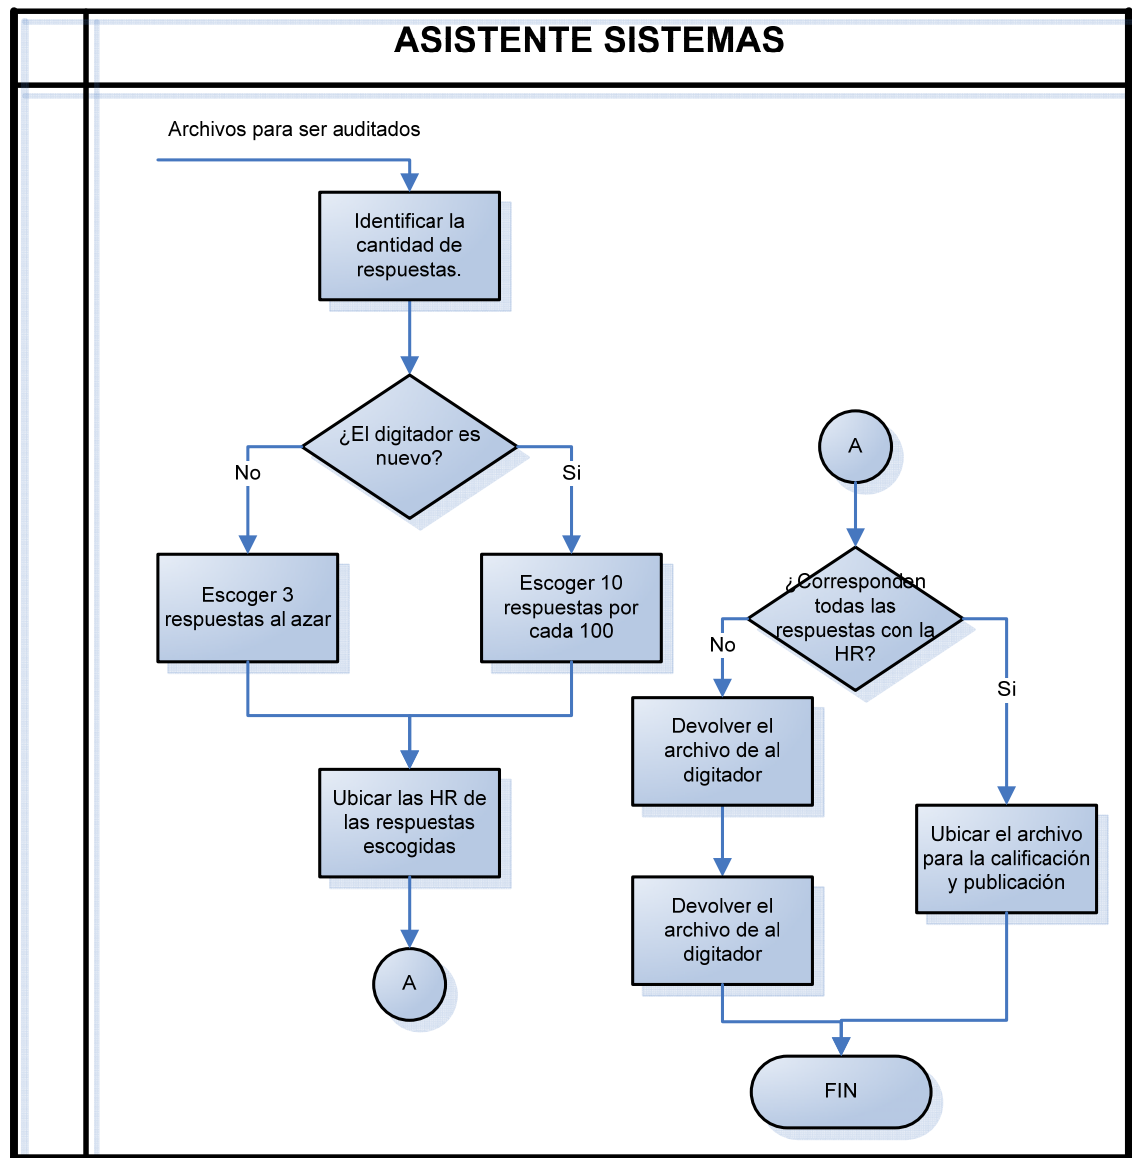 ASISTENTE SISTEMAS
Archivos para ser auditados
Identificar la
cantidad de
respuestas.
¿El digitador es
nuevo?
No
Si
Escoger 3
respuestas al azar
Escoger 10
respuestas por
cada 100
Ubicar las HR de
las respuestas
escogidas
A
A
¿Corresponden
todas las
respuestas con la
HR?
No
Si
Devolver el
archivo de al
digitador
Devolver el
archivo de al
digitador
Ubicar el archivo
para la calificación
y publicación
FIN